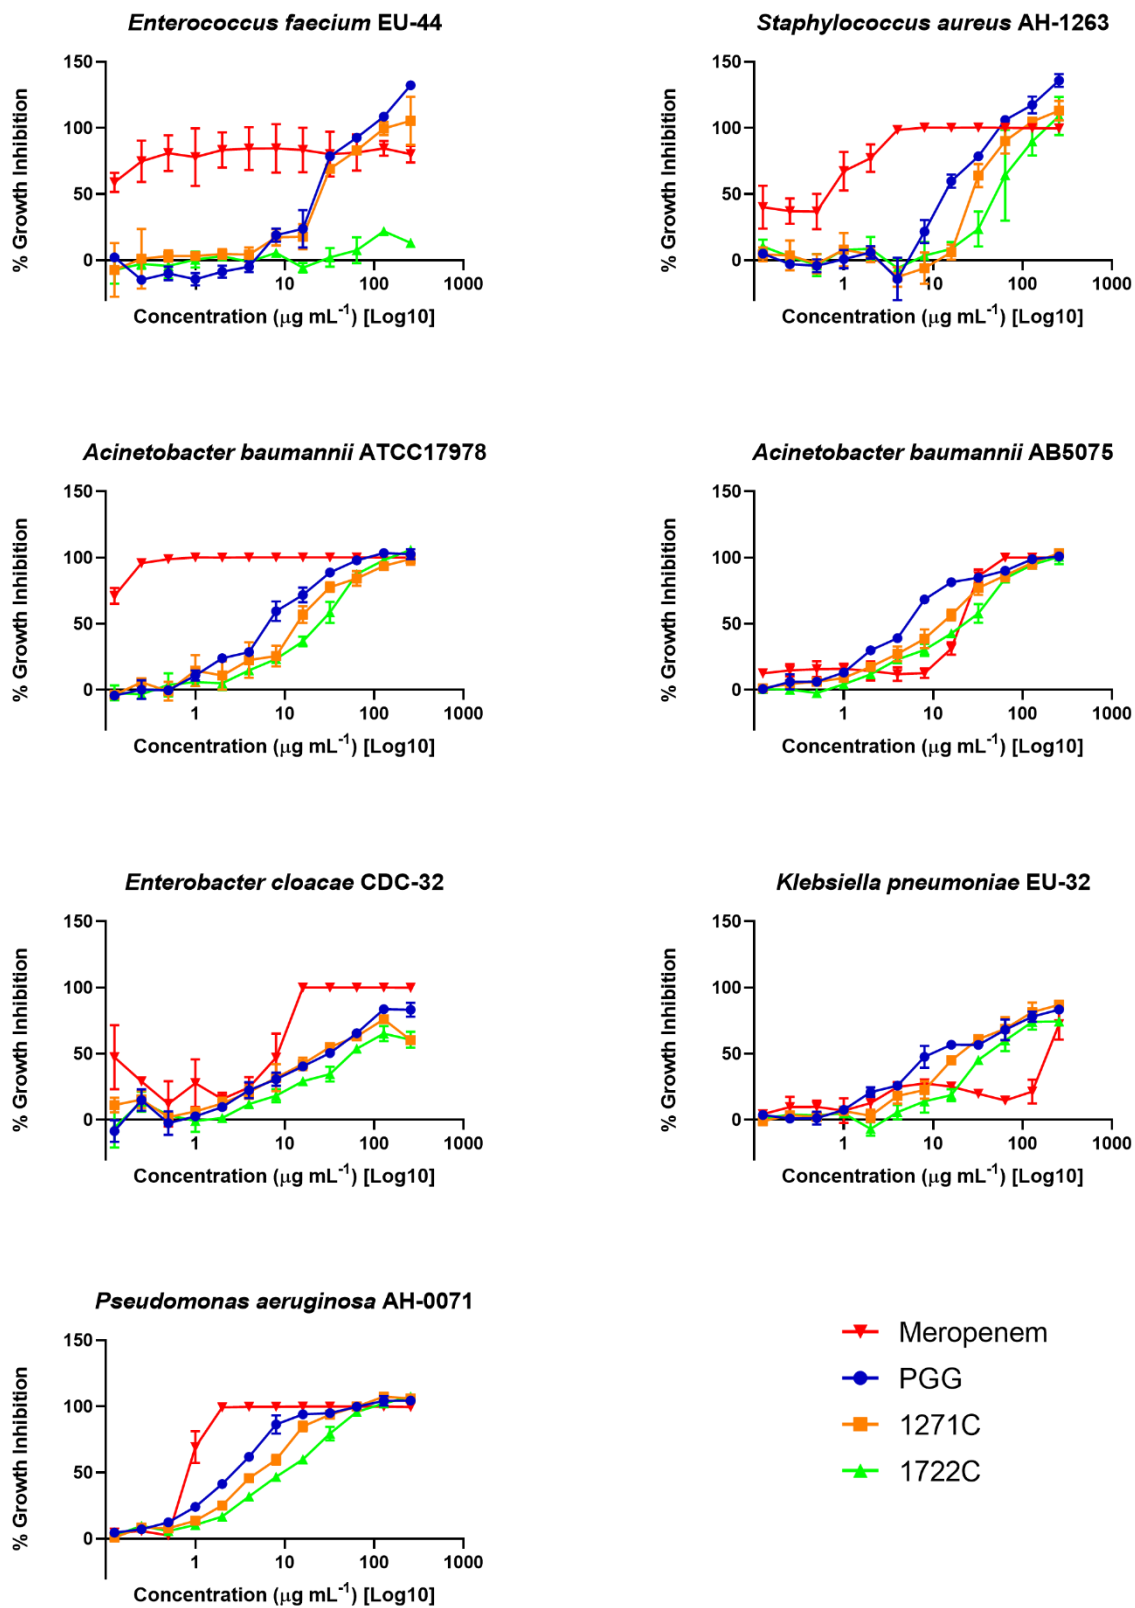 Enterococcus faecium EU-44
% Growth Inhibition
150
100
50
0
1
10
100
1000
Concentration (μg mL⁻¹) [Log10]
Staphylococcus aureus AH-1263
% Growth Inhibition
150
100
50
0
1
10
100
1000
Concentration (μg mL⁻¹) [Log10]
Acinetobacter baumannii ATCC17978
% Growth Inhibition
150
100
50
0
1
10
100
1000
Concentration (μg mL⁻¹) [Log10]
Acinetobacter baumannii AB5075
% Growth Inhibition
150
100
50
0
1
10
100
1000
Concentration (μg mL⁻¹) [Log10]
Enterobacter cloacae CDC-32
% Growth Inhibition
150
100
50
0
1
10
100
1000
Concentration (μg mL⁻¹) [Log10]
Klebsiella pneumoniae EU-32
% Growth Inhibition
150
100
50
0
1
10
100
1000
Concentration (μg mL⁻¹) [Log10]
Pseudomonas aeruginosa AH-0071
% Growth Inhibition
150
100
50
0
1
10
100
1000
Concentration (μg mL⁻¹) [Log10]
Meropenem
PGG
1271C
1722C